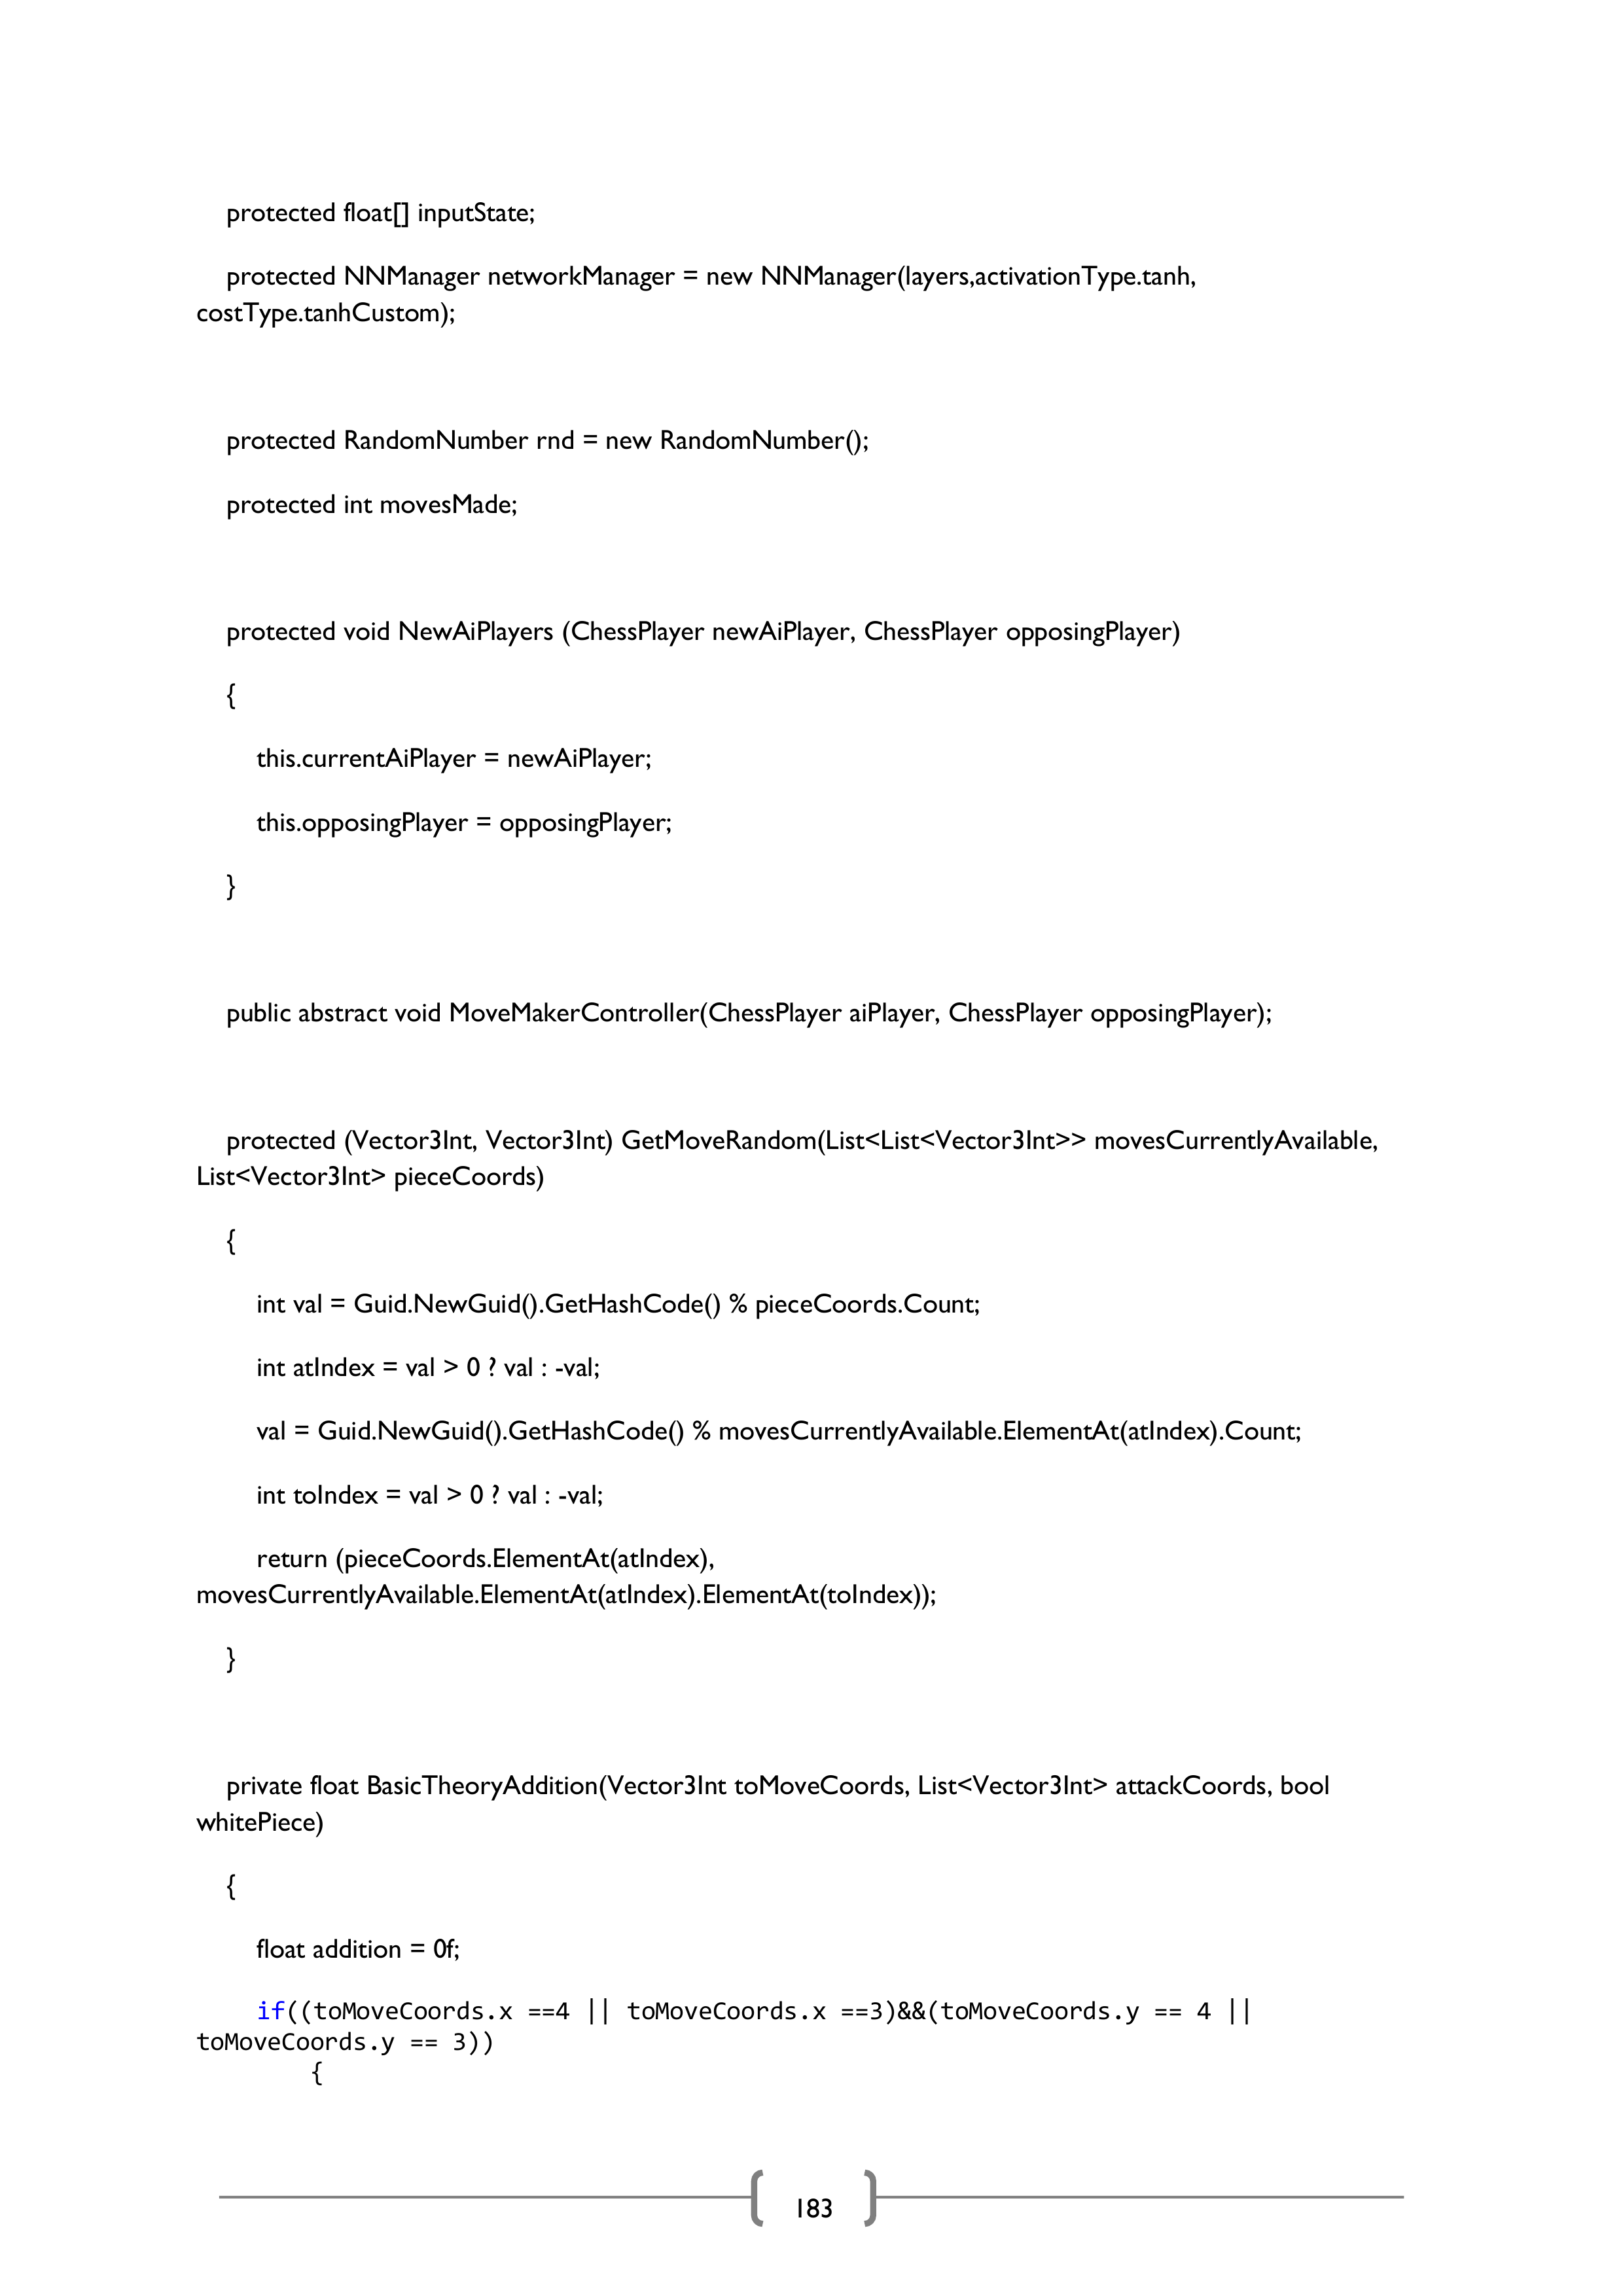 protected float[] inputState;
protected NNManager networkManager = new NNManager(layers,activationType.tanh,
costType.tanhCustom);
protected RandomNumber rnd = new RandomNumber();
protected int movesMade;
protected void NewAiPlayers (ChessPlayer newAiPlayer, ChessPlayer opposingPlayer)
{
this.currentAiPlayer = newAiPlayer;
this.opposingPlayer = opposingPlayer;
}
public abstract void MoveMakerController(ChessPlayer aiPlayer, ChessPlayer opposingPlayer);
protected (Vector3Int, Vector3Int) GetMoveRandom(List<List<Vector3Int>> movesCurrentlyAvailable,
List<Vector3Int> pieceCoords)
{
int val = Guid.NewGuid().GetHashCode() % pieceCoords.Count;
int atIndex = val > 0 ? val : -val;
val = Guid.NewGuid().GetHashCode() % movesCurrentlyAvailable.ElementAt(atIndex).Count;
int toIndex = val > 0 ? val : -val;
return (pieceCoords.ElementAt(atIndex),
movesCurrentlyAvailable.ElementAt(atIndex).ElementAt(toIndex));
}
private float BasicTheoryAddition(Vector3Int toMoveCoords, List<Vector3Int> attackCoords, bool
whitePiece)
{
float addition = 0f;
if((toMoveCoords.x ==4 || toMoveCoords.x ==3)&&(toMoveCoords.y == 4 ||
toMoveCoords.y == 3))
{
183